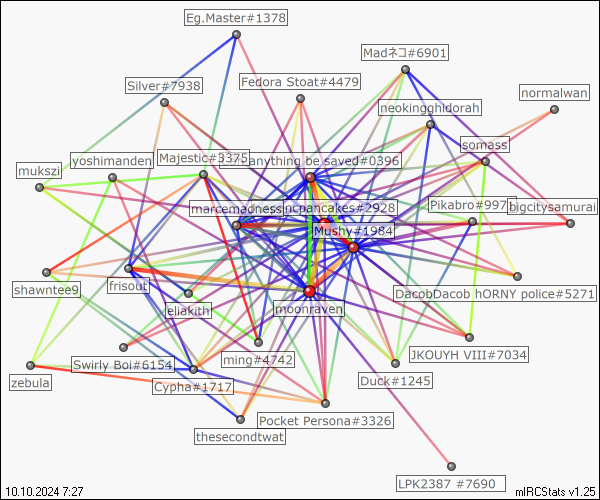 Eg.Master#1378
Madネコ#6901
Silver#7938
Fedora Stoat#4479
normalwan
neokingghidorah
somass
yoshimanden
Majestic#3375
anything be saved#0396
mukszi
marcemadness
ncpancakes#2928
Pikabro#997
bigcitysamurai
Mushy#1984
shawntee9
frisout
eliakith
moonraven
DacobDacob hORNY police#5271
Swirly Boi#6154
ming#4742
JKOUYH VIII#7034
zebula
Cypha#1717
Duck#1245
Pocket Persona#3326
thesecondtwat
LPK2387 #7690
10.10.2024 7:27
mIRCStats v1.25